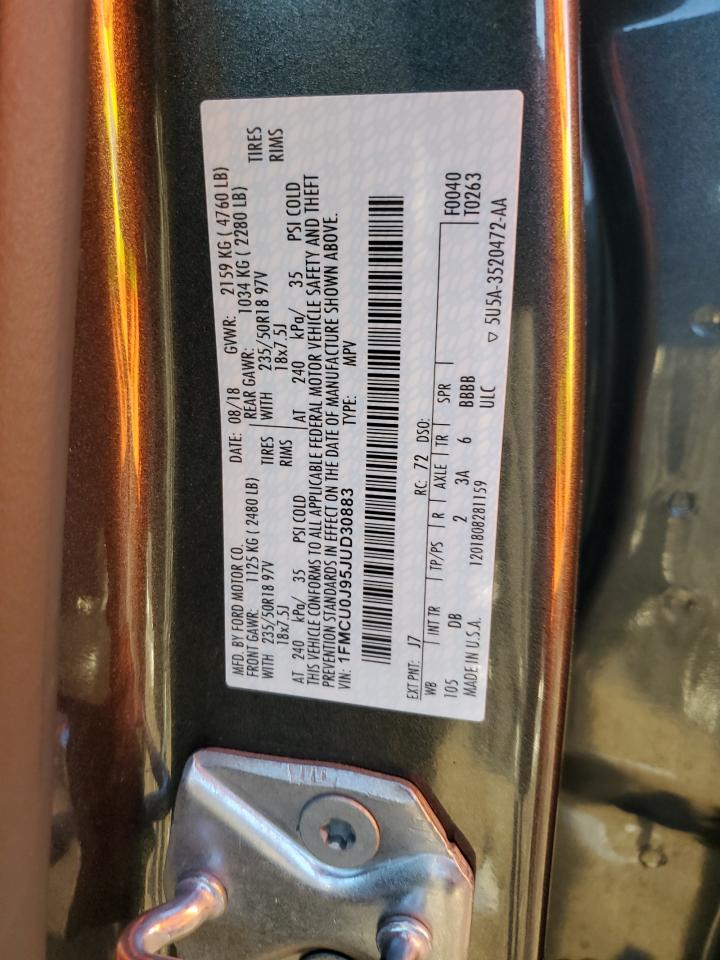 MFD. BY FORD MOTOR CO. DATE: 08/18 GVWR: 2159 KG ( 4760 LB)
FRONT GAWR: 1125 KG ( 2480 LB) REAR GAWR: 1034 KG ( 2280 LB)
WITH 235/50R18 97V TIRES WITH 235/50R18 97V TIRES
18x7.5J RIMS 18x7.5J RIMS
AT 240 kPa/ 35 PSI COLD AT 240 kPa/ 35 PSI COLD
THIS VEHICLE CONFORMS TO ALL APPLICABLE FEDERAL MOTOR VEHICLE SAFETY AND THEFT
PREVENTION STANDARDS IN EFFECT ON THE DATE OF MANUFACTURE SHOWN ABOVE.
VIN: 1FMCU0J95JUD30883 TYPE: MPV
EXT PNT: J7 RC: 72 DSO:
WB INT TR TP/PS R AXLE TR SPR F0040
105 DB 2 3A 6 BBBB T0263
MADE IN U.S.A. 1201808281159 ULC
▽ 5U5A-3520472-AA